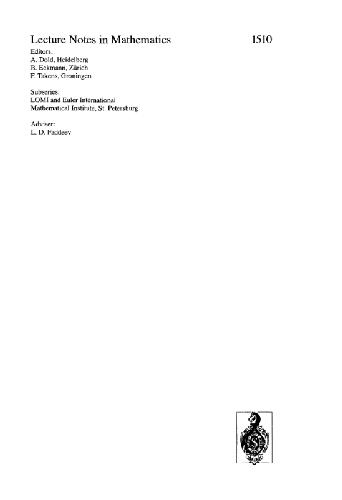 Lecture Notes in Mathematics 1510
Editors:
A. Dold, Heidelberg
B. Eckmann, Zürich
F. Takens, Groningen
Subseries:
LOMI and Euler International
Mathematical Institute, St. Petersburg
Adviser:
L. D. Faddeev